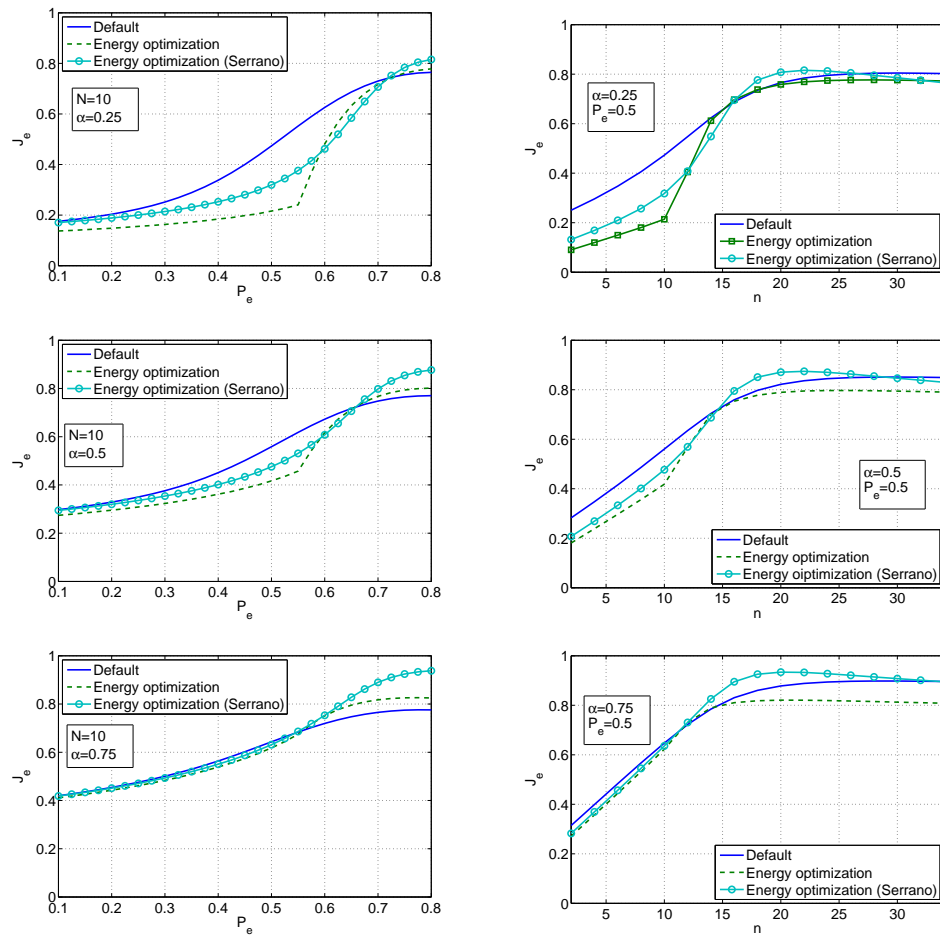 Default
Energy optimization
Energy optimization (Serrano)
N=10
α=0.25
J_e
1
0.8
0.6
0.4
0.2
0
0.1 0.2 0.3 0.4 0.5 0.6 0.7 0.8
P_e
α=0.25
P_e=0.5
Default
Energy optimization
Energy oiptimization (Serrano)
J_e
1
0.8
0.6
0.4
0.2
0
5 10 15 20 25 30
n
Default
Energy optimization
Energy optimization (Serrano)
N=10
α=0.5
J_e
1
0.8
0.6
0.4
0.2
0
0.1 0.2 0.3 0.4 0.5 0.6 0.7 0.8
P_e
α=0.5
P_e=0.5
Default
Energy optimization
Energy oiptimization (Serrano)
J_e
1
0.8
0.6
0.4
0.2
0
5 10 15 20 25 30
n
Default
Energy optimization
Energy optimization (Serrano)
N=10
α=0.75
J_e
1
0.8
0.6
0.4
0.2
0
0.1 0.2 0.3 0.4 0.5 0.6 0.7 0.8
P_e
α=0.75
P_e=0.5
Default
Energy optimization
Energy optimization (Serrano)
J_e
1
0.8
0.6
0.4
0.2
0
5 10 15 20 25 30
n